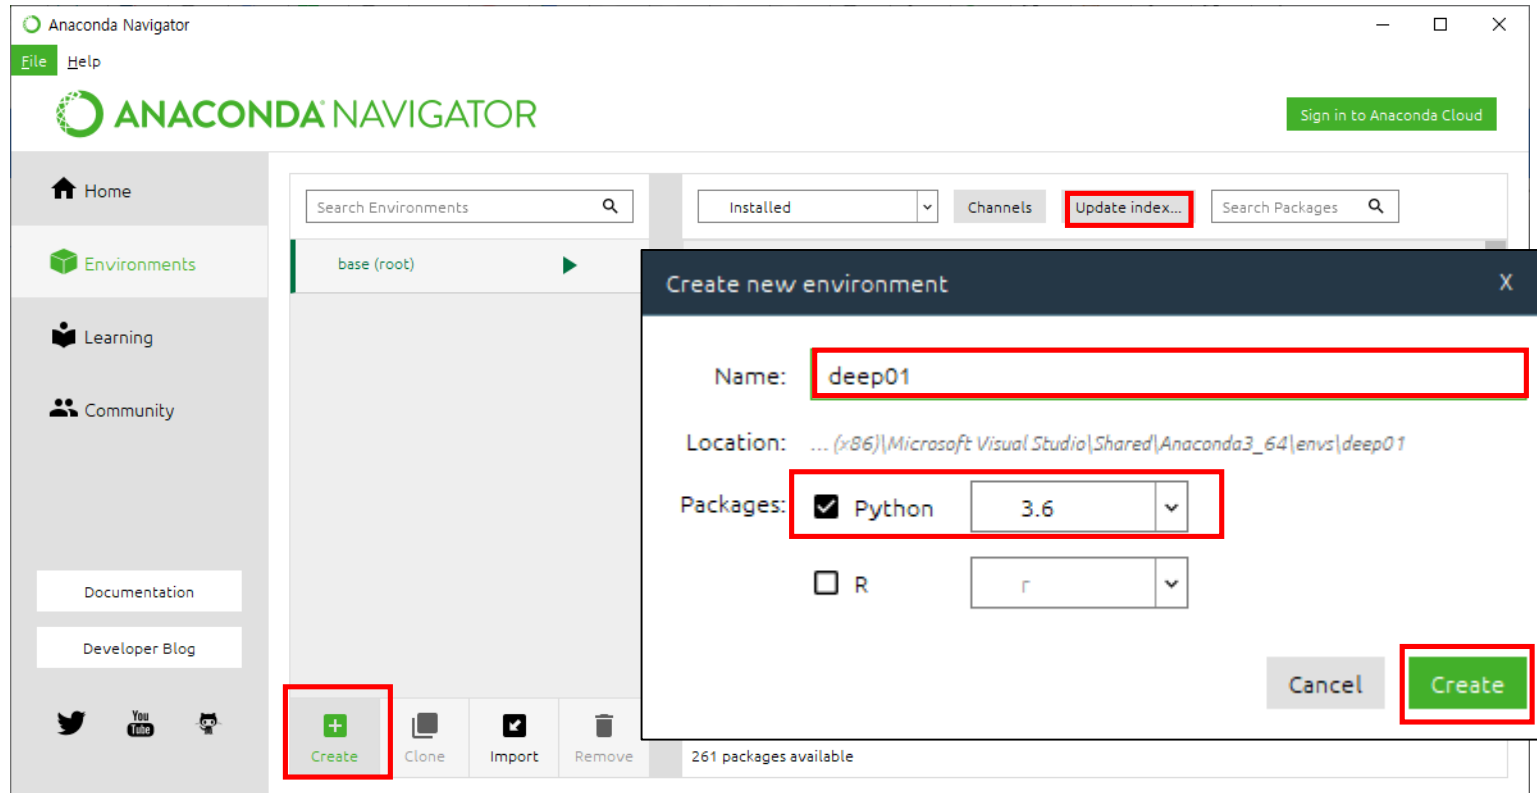 Anaconda Navigator
File Help
ANACONDA NAVIGATOR
Sign in to Anaconda Cloud
Home
Environments
Learning
Community
Documentation
Developer Blog
You
Tube
Search Environments
base (root)
Create
Clone
Import
Remove
Installed
Channels
Update index...
Search Packages
Create new environment
X
Name: deep01
Location: ... (x86)\Microsoft Visual Studio\Shared\Anaconda3_64\envs\deep01
Packages: Python 3.6
R r
Cancel
Create
261 packages available